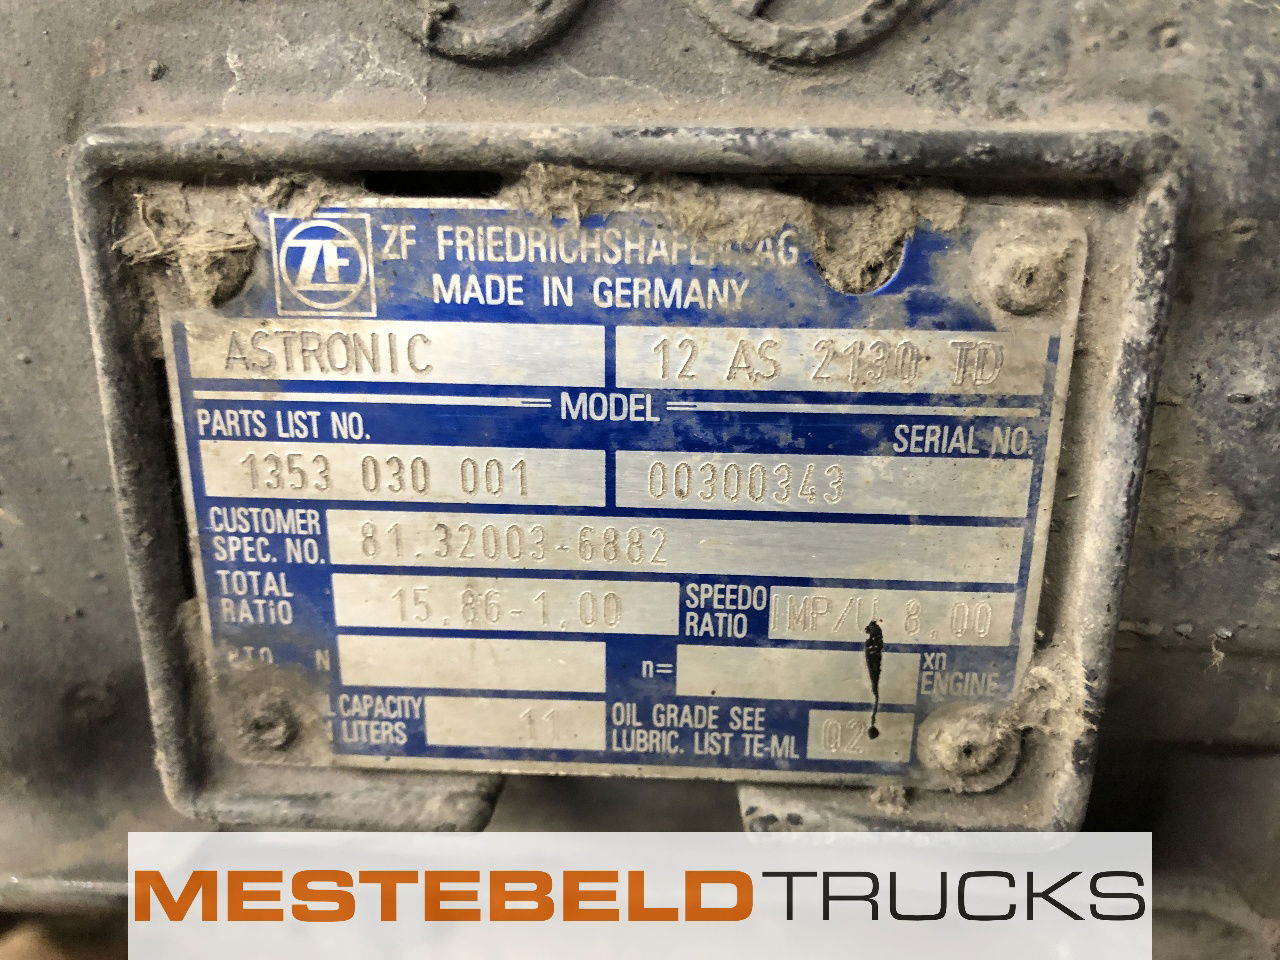 ZF ZF FRIEDRICHSHAFEN AG
MADE IN GERMANY
ASTRONIC 12 AS 2130 TD
MODEL
PARTS LIST NO. SERIAL NO.
1353 030 001 00300343
CUSTOMER SPEC. NO. 81.32003-6882
TOTAL RATiO 15.86-1,00 SPEEDO RATIO IMP/U 8,00
N n= xn ENGINE
CAPACITY LITERS 11 OIL GRADE SEE LUBRIC. LIST TE-ML 02
MESTEBELDTRUCKS